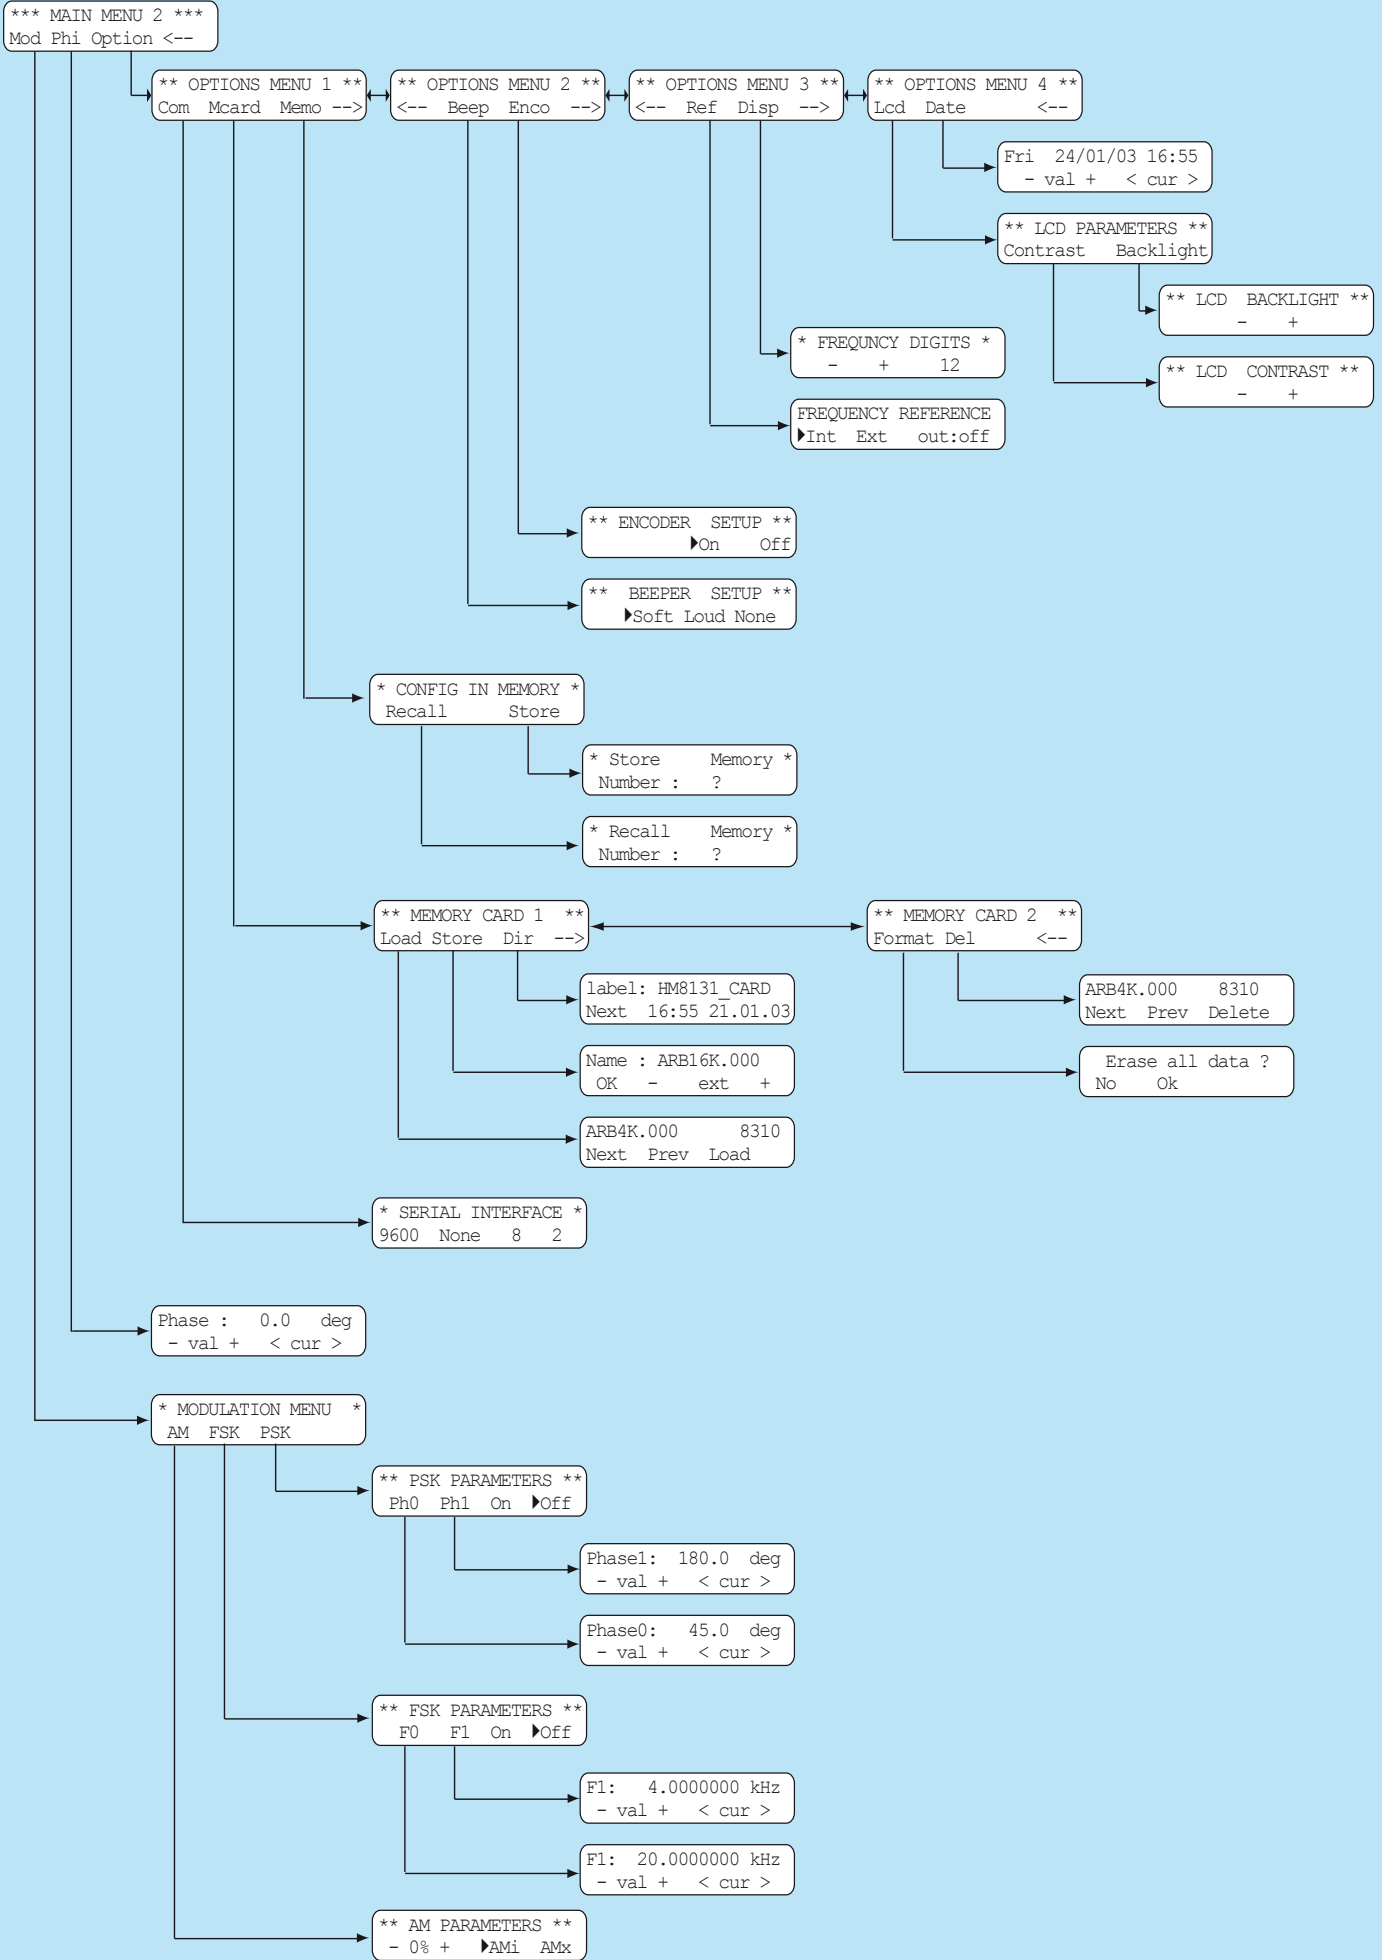 *** MAIN MENU 2 ***
Mod Phi Option <--
** OPTIONS MENU 1 **
Com Mcard Memo -->
** OPTIONS MENU 2 **
<-- Beep Enco -->
** OPTIONS MENU 3 **
<-- Ref Disp -->
** OPTIONS MENU 4 **
Lcd Date <--
Fri 24/01/03 16:55
- val + < cur >
** LCD PARAMETERS **
Contrast Backlight
** LCD BACKLIGHT **
- +
* FREQUNCY DIGITS *
- + 12
** LCD CONTRAST **
- +
FREQUENCY REFERENCE
▶Int Ext out:off
** ENCODER SETUP **
▶On Off
** BEEPER SETUP **
▶Soft Loud None
* CONFIG IN MEMORY *
Recall Store
* Store Memory *
Number : ?
* Recall Memory *
Number : ?
** MEMORY CARD 1 **
Load Store Dir -->
** MEMORY CARD 2 **
Format Del <--
label: HM8131_CARD
Next 16:55 21.01.03
ARB4K.000 8310
Next Prev Delete
Name : ARB16K.000
OK - ext +
Erase all data ?
No Ok
ARB4K.000 8310
Next Prev Load
* SERIAL INTERFACE *
9600 None 8 2
Phase : 0.0 deg
- val + < cur >
* MODULATION MENU *
AM FSK PSK
** PSK PARAMETERS **
Ph0 Ph1 On ▶Off
Phase1: 180.0 deg
- val + < cur >
Phase0: 45.0 deg
- val + < cur >
** FSK PARAMETERS **
F0 F1 On ▶Off
F1: 4.0000000 kHz
- val + < cur >
F1: 20.0000000 kHz
- val + < cur >
** AM PARAMETERS **
- 0% + ▶AMi AMx